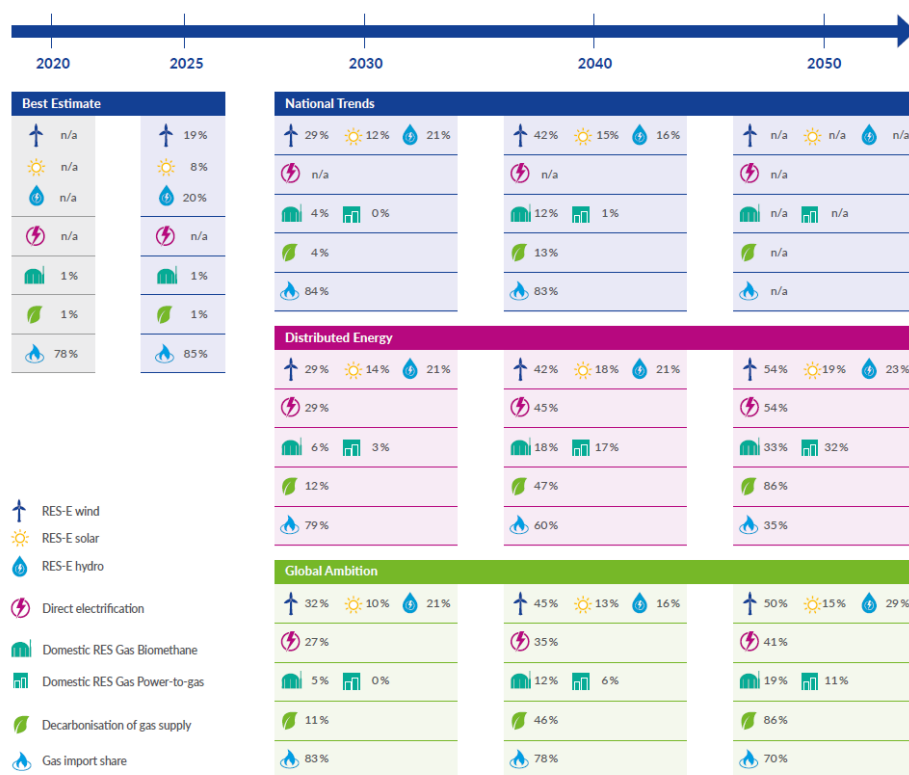 2020 2025 2030 2040 2050
Best Estimate
n/a 19%
n/a 8%
n/a 20%
n/a n/a
1% 1%
1% 1%
78% 85%
National Trends
29% 12% 21% 42% 15% 16% n/a n/a n/a
n/a n/a n/a
4% 0% 12% 1% n/a n/a
4% 13% n/a
84% 83% n/a
Distributed Energy
29% 14% 21% 42% 18% 21% 54% 19% 23%
29% 45% 54%
6% 3% 18% 17% 33% 32%
12% 47% 86%
79% 60% 35%
RES-E wind
RES-E solar
RES-E hydro
Direct electrification
Domestic RES Gas Biomethane
Domestic RES Gas Power-to-gas
Decarbonisation of gas supply
Gas import share
Global Ambition
32% 10% 21% 45% 13% 16% 50% 15% 29%
27% 35% 41%
5% 0% 12% 6% 19% 11%
11% 46% 86%
83% 78% 70%